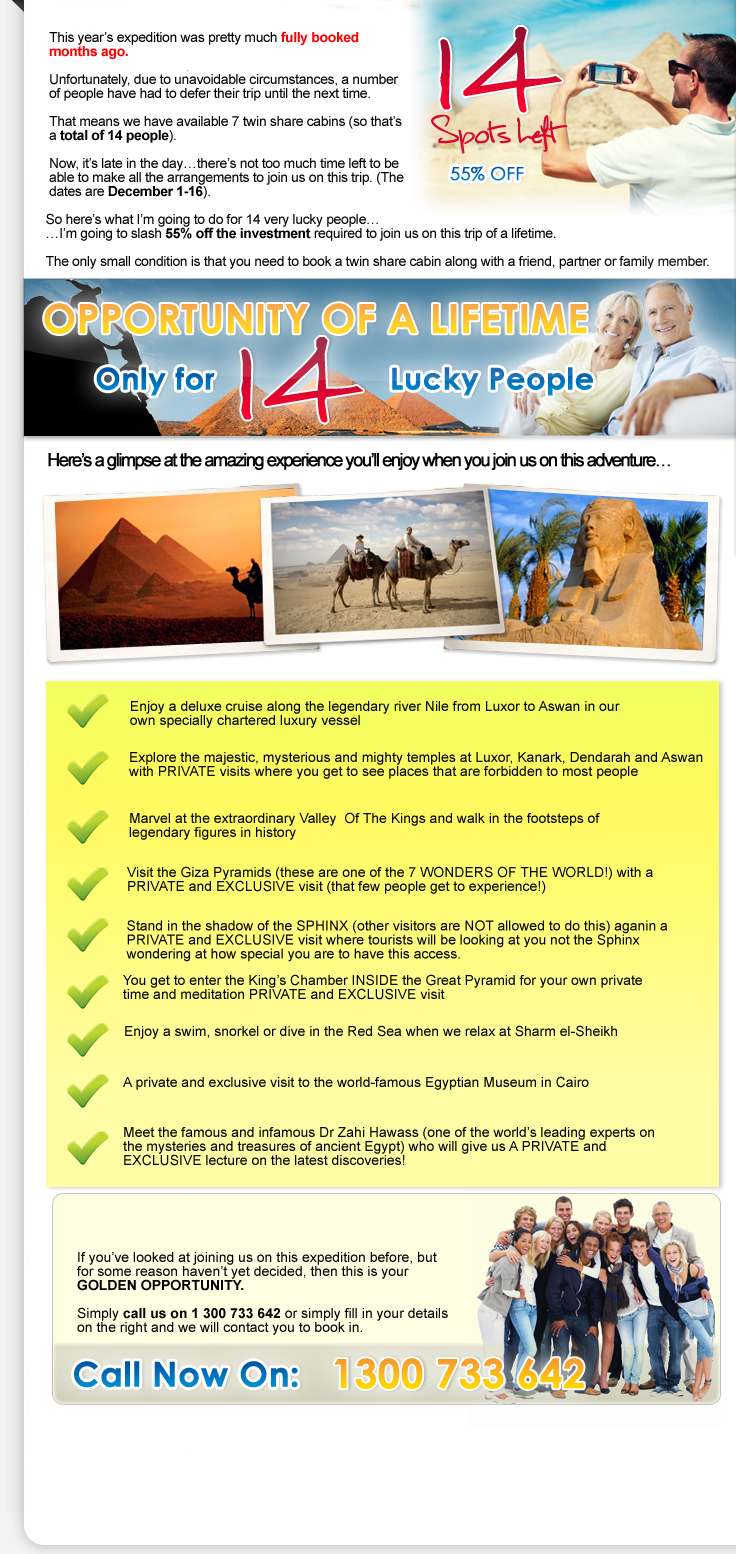 This year's expedition was pretty much fully booked
months ago.
Unfortunately, due to unavoidable circumstances, a number
of people have had to defer their trip until the next time.
That means we have available 7 twin share cabins (so that's
a total of 14 people).
Now, it's late in the day…there's not too much time left to be
able to make all the arrangements to join us on this trip. (The
dates are December 1-16).
14
Spots Left
55% OFF
So here's what I'm going to do for 14 very lucky people…
…I'm going to slash 55% off the investment required to join us on this trip of a lifetime.
The only small condition is that you need to book a twin share cabin along with a friend, partner or family member.
OPPORTUNITY OF A LIFETIME
Only for 14 Lucky People
Here's a glimpse at the amazing experience you'll enjoy when you join us on this adventure…
Enjoy a deluxe cruise along the legendary river Nile from Luxor to Aswan in our
own specially chartered luxury vessel
Explore the majestic, mysterious and mighty temples at Luxor, Kanark, Dendarah and Aswan
with PRIVATE visits where you get to see places that are forbidden to most people
Marvel at the extraordinary Valley Of The Kings and walk in the footsteps of
legendary figures in history
Visit the Giza Pyramids (these are one of the 7 WONDERS OF THE WORLD!) with a
PRIVATE and EXCLUSIVE visit (that few people get to experience!)
Stand in the shadow of the SPHINX (other visitors are NOT allowed to do this) aganin a
PRIVATE and EXCLUSIVE visit where tourists will be looking at you not the Sphinx
wondering at how special you are to have this access.
You get to enter the King's Chamber INSIDE the Great Pyramid for your own private
time and meditation PRIVATE and EXCLUSIVE visit
Enjoy a swim, snorkel or dive in the Red Sea when we relax at Sharm el-Sheikh
A private and exclusive visit to the world-famous Egyptian Museum in Cairo
Meet the famous and infamous Dr Zahi Hawass (one of the world's leading experts on
the mysteries and treasures of ancient Egypt) who will give us A PRIVATE and
EXCLUSIVE lecture on the latest discoveries!
If you've looked at joining us on this expedition before, but
for some reason haven't yet decided, then this is your
GOLDEN OPPORTUNITY.
Simply call us on 1 300 733 642 or simply fill in your details
on the right and we will contact you to book in.
Call Now On: 1300 733 642